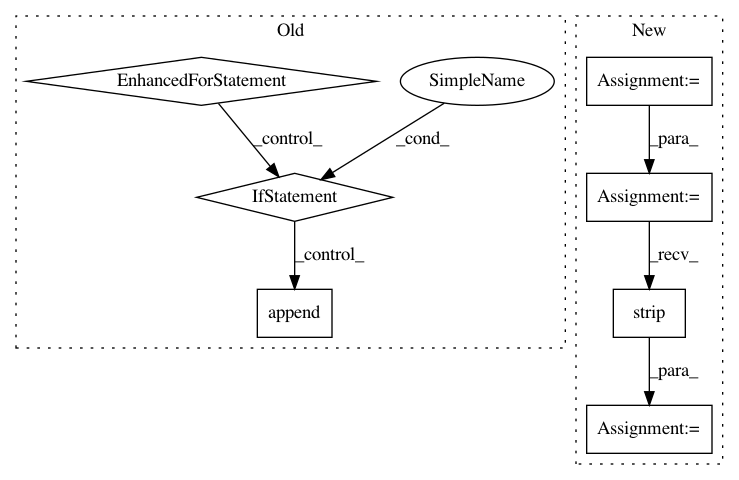 Old
New
EnhancedForStatement
SimpleName
Assignment:=
_control_
_cond_
_para_
IfStatement
Assignment:=
_control_
_recv_
append
strip
_para_
Assignment:=